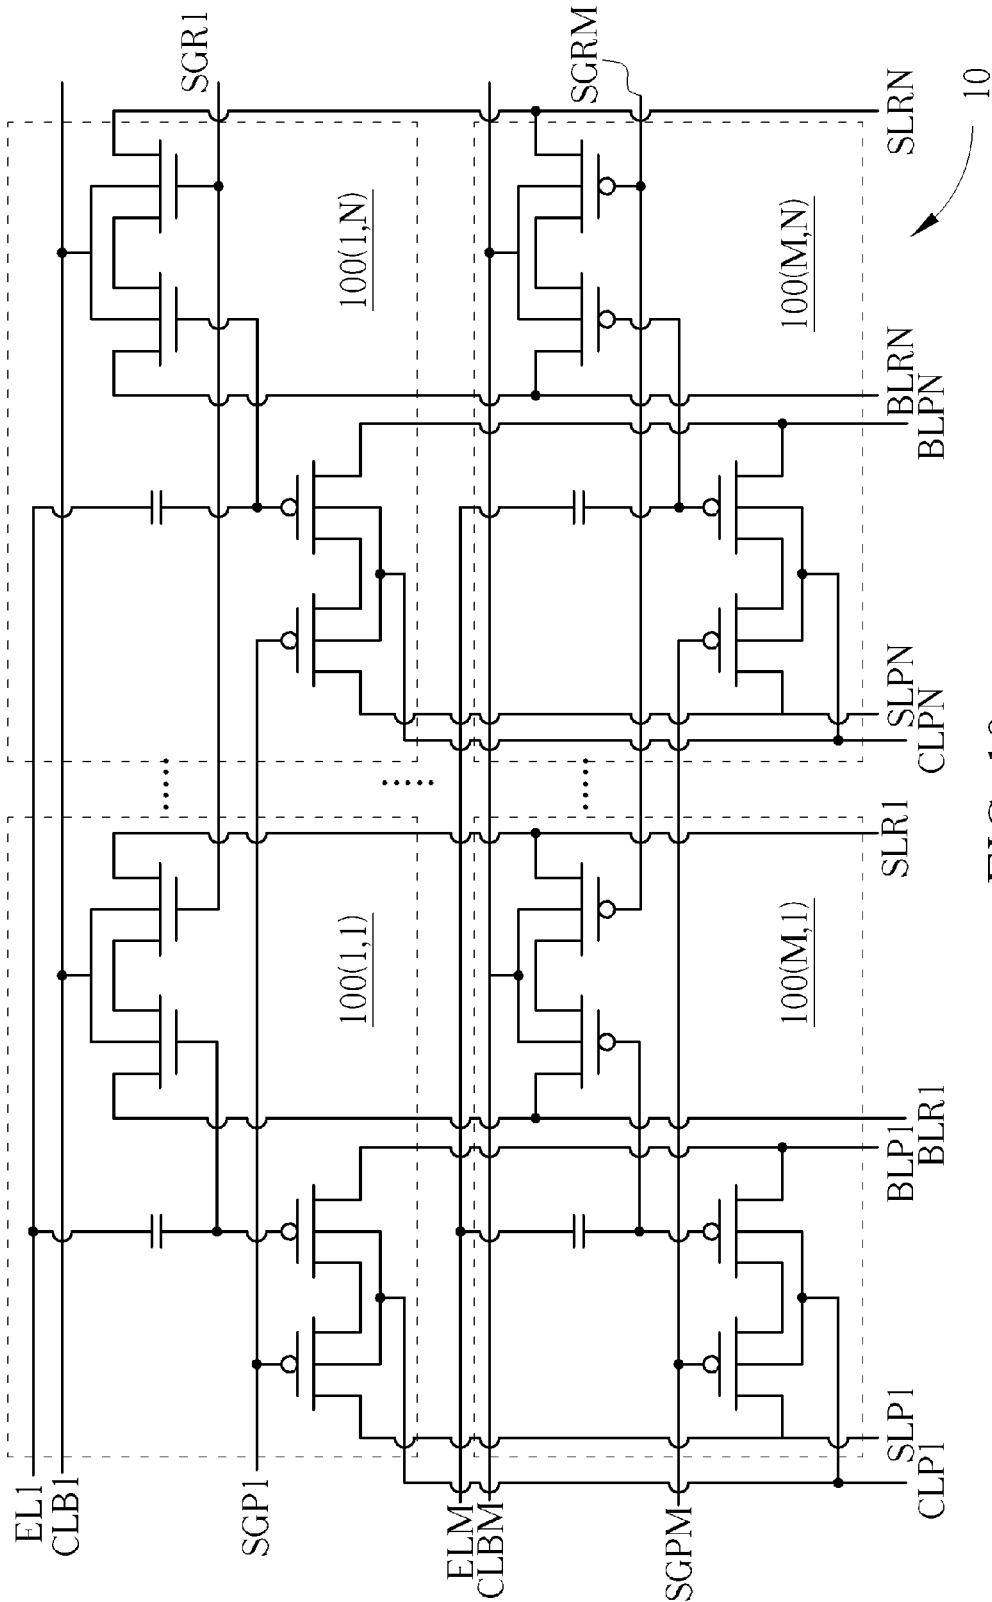 EL1
CLB1
SGP1
ELM
CLBM
SGPM
SGR1
SGRM
100(1,1)
100(1,N)
100(M,1)
100(M,N)
CLP1
SLP1
BLP1
BLR1
SLR1
CLPN
SLPN
BLPN
BLRN
SLRN
10